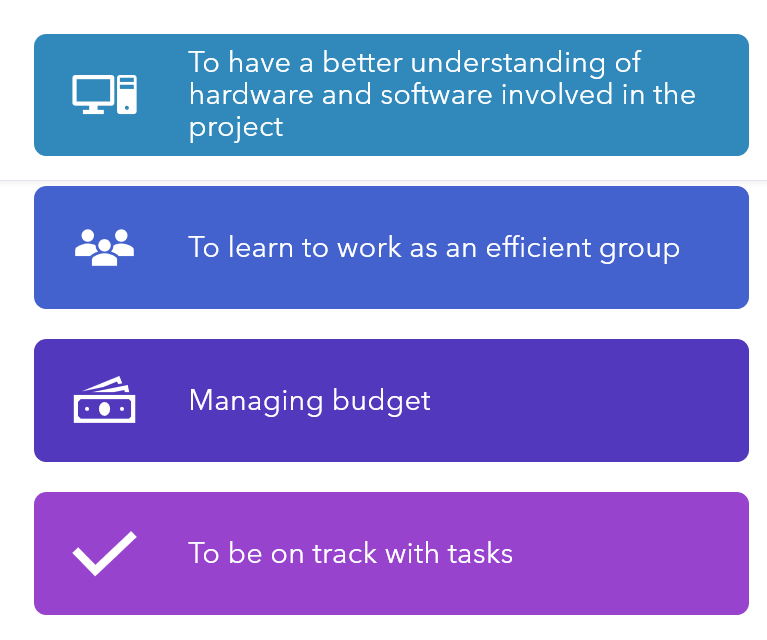 To have a better understanding of
hardware and software involved in the
project
To learn to work as an efficient group
Managing budget
To be on track with tasks